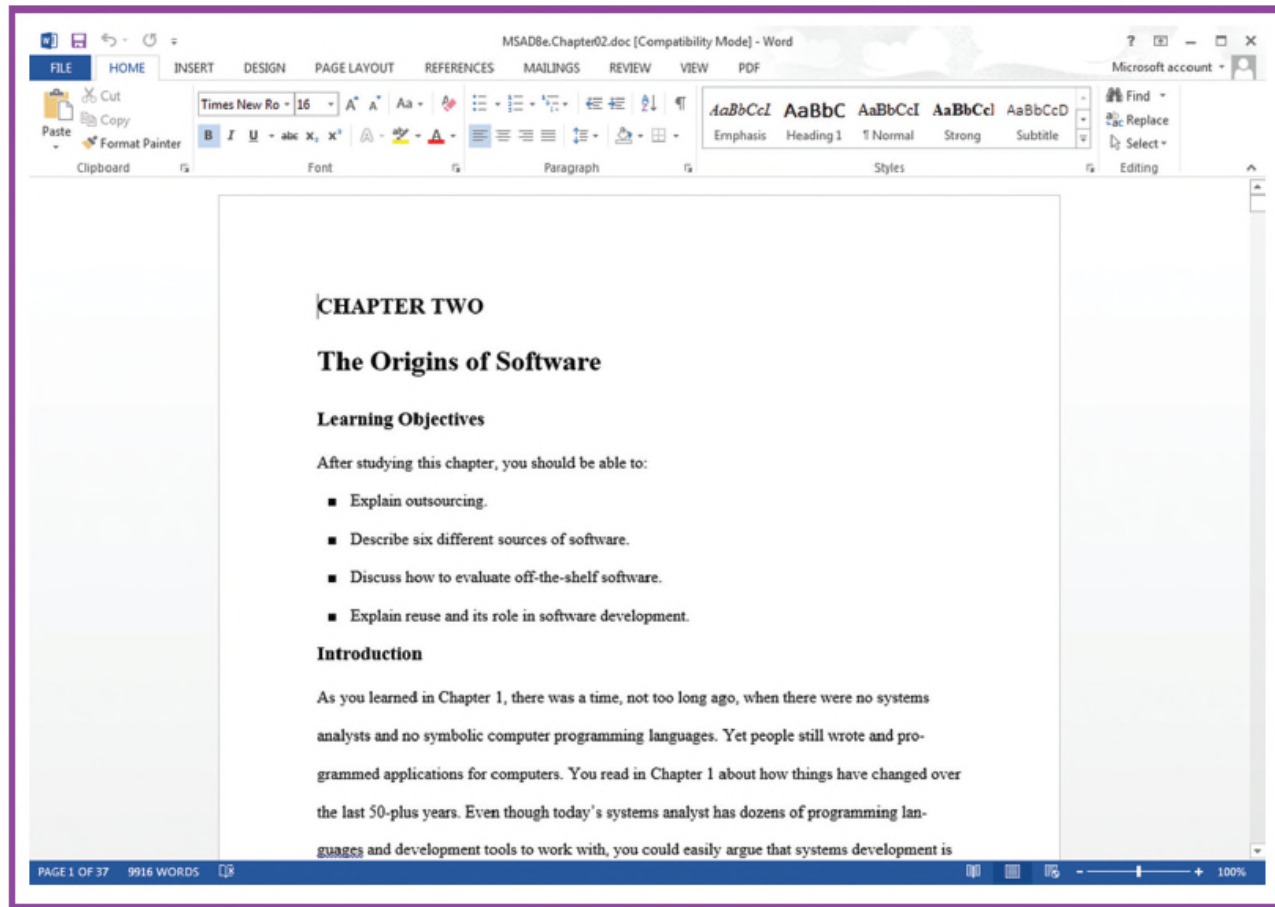 MSAD8e.Chapter02.doc [Compatibility Mode] - Word
FILE HOME INSERT DESIGN PAGE LAYOUT REFERENCES MAILINGS REVIEW VIEW PDF Microsoft account
Cut
Copy
Paste
Format Painter
Clipboard
Times New Ro 16
Font
Paragraph
AaBbCcI AaBbC AaBbCcI AaBbCcI AaBbCcD
Emphasis Heading 1 ¶ Normal Strong Subtitle
Styles
Find
Replace
Select
Editing
CHAPTER TWO
The Origins of Software
Learning Objectives
After studying this chapter, you should be able to:
■ Explain outsourcing.
■ Describe six different sources of software.
■ Discuss how to evaluate off-the-shelf software.
■ Explain reuse and its role in software development.
Introduction
As you learned in Chapter 1, there was a time, not too long ago, when there were no systems
analysts and no symbolic computer programming languages. Yet people still wrote and pro-
grammed applications for computers. You read in Chapter 1 about how things have changed over
the last 50-plus years. Even though today's systems analyst has dozens of programming lan-
guages and development tools to work with, you could easily argue that systems development is
PAGE 1 OF 37 9916 WORDS 100%